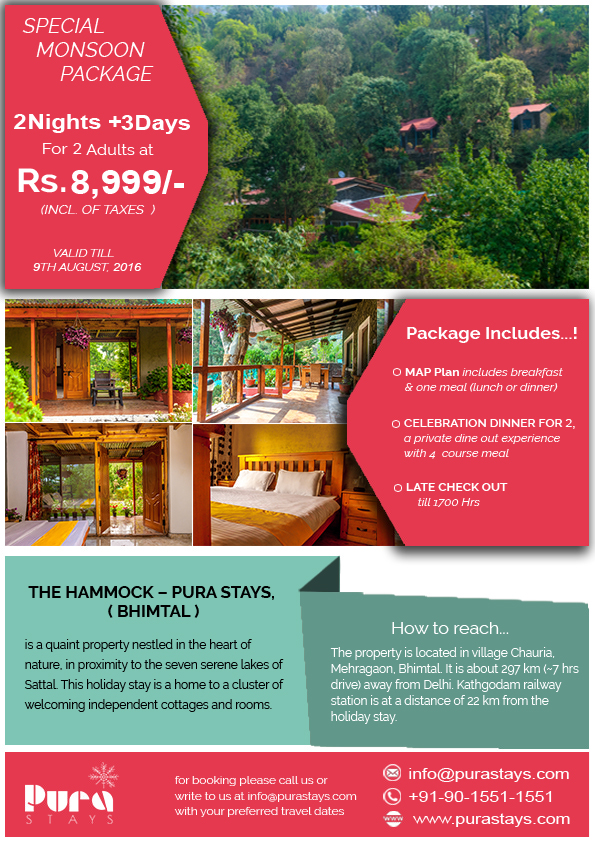 SPECIAL
MONSOON
PACKAGE
2Nights +3Days
For 2 Adults at
Rs.8,999/-
(INCL. OF TAXES )
VALID TILL
9TH AUGUST, 2016
Package Includes...!
MAP Plan includes breakfast
& one meal (lunch or dinner)
CELEBRATION DINNER FOR 2,
a private dine out experience
with 4 course meal
LATE CHECK OUT
till 1700 Hrs
THE HAMMOCK – PURA STAYS,
( BHIMTAL )
is a quaint property nestled in the heart of
nature, in proximity to the seven serene lakes of
Sattal. This holiday stay is a home to a cluster of
welcoming independent cottages and rooms.
How to reach...
The property is located in village Chauria,
Mehragaon, Bhimtal. It is about 297 km (~7 hrs
drive) away from Delhi. Kathgodam railway
station is at a distance of 22 km from the
holiday stay.
Pura
STAYS
for booking please call us or
write to us at info@purastays.com
with your preferred travel dates
info@purastays.com
+91-90-1551-1551
www www.purastays.com